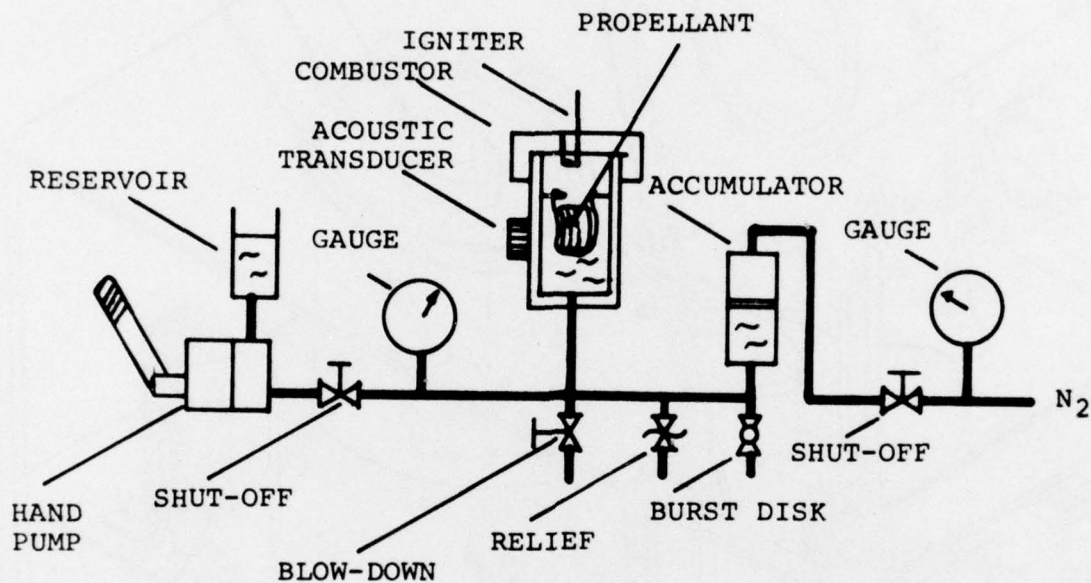 PROPELLANT
IGNITER
COMBUSTOR
ACOUSTIC
TRANSDUCER
RESERVOIR
ACCUMULATOR
GAUGE
GAUGE
N2
SHUT-OFF
SHUT-OFF
HAND
PUMP
BURST DISK
RELIEF
BLOW-DOWN